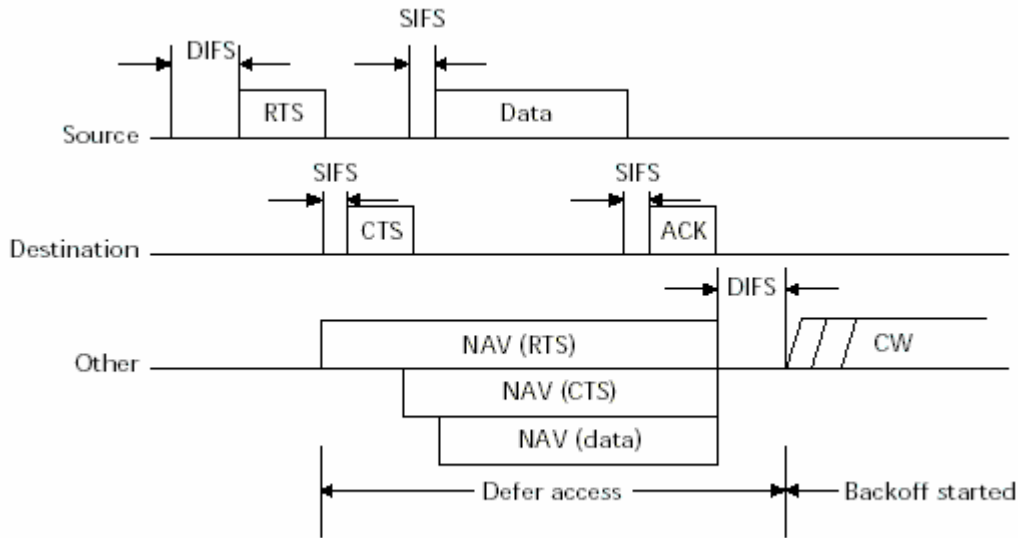 SIFS
DIFS
RTS
Data
Source
SIFS
SIFS
CTS
ACK
Destination
DIFS
NAV (RTS)
CW
Other
NAV (CTS)
NAV (data)
Defer access
Backoff started